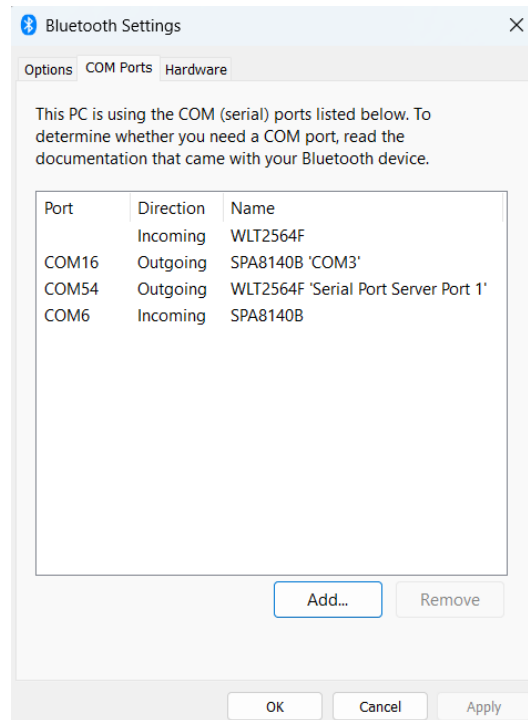 Bluetooth Settings
Options COM Ports Hardware
This PC is using the COM (serial) ports listed below. To
determine whether you need a COM port, read the
documentation that came with your Bluetooth device.
Port Direction Name
Incoming WLT2564F
COM16 Outgoing SPA8140B 'COM3'
COM54 Outgoing WLT2564F 'Serial Port Server Port 1'
COM6 Incoming SPA8140B
Add... Remove
OK Cancel Apply